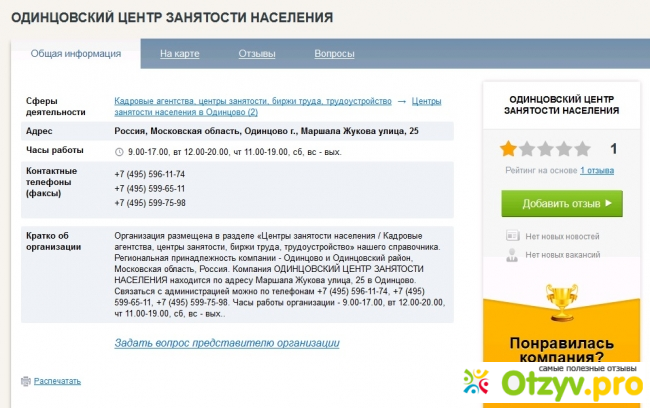 ОДИНЦОВСКИЙ ЦЕНТР ЗАНЯТОСТИ НАСЕЛЕНИЯ
Общая информация
На карте
Отзывы
Вопросы
Сферы деятельности
Кадровые агентства, центры занятости, биржи труда, трудоустройство → Центры
занятости населения в Одинцово (2)
Адрес
Россия, Московская область, Одинцово г., Маршала Жукова улица, 25
Часы работы
9.00-17.00, вт 12.00-20.00, чт 11.00-19.00, сб, вс - вых.
Контактные телефоны (факсы)
+7 (495) 596-11-74
+7 (495) 599-65-11
+7 (495) 599-75-98
Кратко об организации
Организация размещена в разделе «Центры занятости населения / Кадровые
агентства, центры занятости, биржи труда, трудоустройство» нашего справочника.
Региональная принадлежность компании - Одинцово и Одинцовский район,
Московская область, Россия. Компания ОДИНЦОВСКИЙ ЦЕНТР ЗАНЯТОСТИ
НАСЕЛЕНИЯ находится по адресу Маршала Жукова улица, 25 в Одинцово.
Связаться с администрацией можно по телефонам +7 (495) 596-11-74, +7 (495)
599-65-11, +7 (495) 599-75-98. Часы работы организации - 9.00-17.00, вт 12.00-20.00,
чт 11.00-19.00, сб, вс - вых..
Задать вопрос представителю организации
Распечатать
ОДИНЦОВСКИЙ ЦЕНТР
ЗАНЯТОСТИ НАСЕЛЕНИЯ
1
Рейтинг на основе 1 отзыва
Добавить отзыв
Нет новых новостей
Нет новых вакансий
Понравилась
компания?
самые полезные отзывы
Otzyv.pro